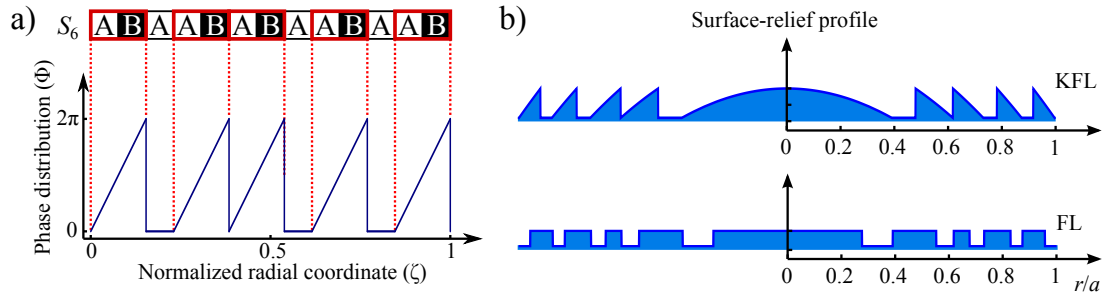 a)
S6 A B A A B A B A A B A A B
Phase distribution (Φ)
2π
0
0 0.5 1
Normalized radial coordinate (ζ)
b)
Surface-relief profile
KFL
0 0.2 0.4 0.6 0.8 1
FL
0 0.2 0.4 0.6 0.8 1
r/a